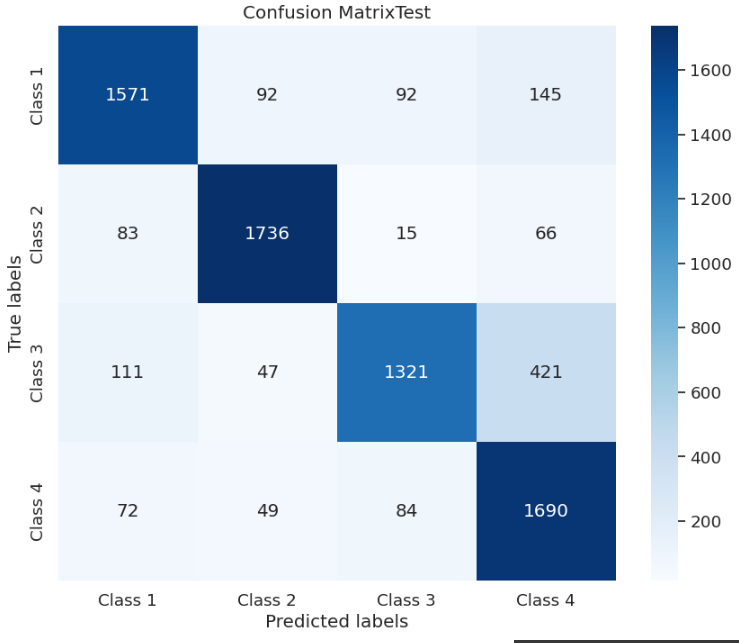 Confusion MatrixTest
Class 1
1571 92 92 145
Class 2
83 1736 15 66
Class 3
111 47 1321 421
Class 4
72 49 84 1690
True labels
Class 1 Class 2 Class 3 Class 4
Predicted labels
1600
1400
1200
1000
800
600
400
200